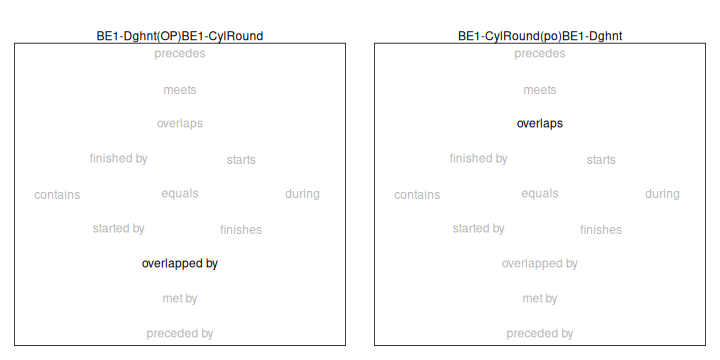 BE1-Dghnt(OP)BE1-CylRound
precedes
meets
overlaps
finished by starts
contains equals during
started by finishes
overlapped by
met by
preceded by
BE1-CylRound(po)BE1-Dghnt
precedes
meets
overlaps
finished by starts
contains equals during
started by finishes
overlapped by
met by
preceded by